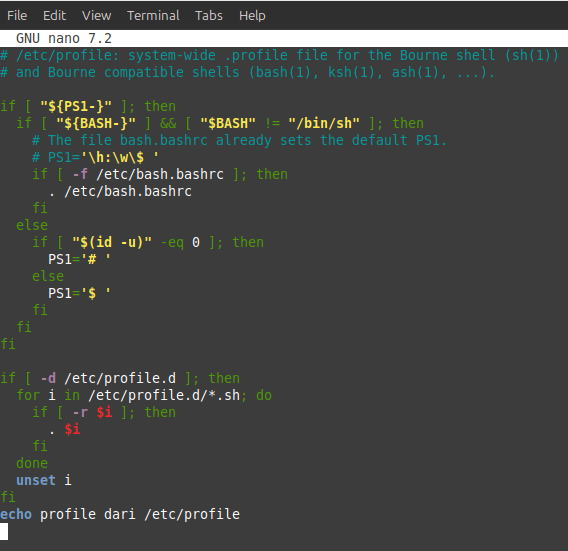 File Edit View Terminal Tabs Help
GNU nano 7.2
# /etc/profile: system-wide .profile file for the Bourne shell (sh(1))
# and Bourne compatible shells (bash(1), ksh(1), ash(1), ...).
if [ "${PS1-}" ]; then
  if [ "${BASH-}" ] && [ "$BASH" != "/bin/sh" ]; then
    # The file bash.bashrc already sets the default PS1.
    # PS1='\h:\w\$ '
    if [ -f /etc/bash.bashrc ]; then
      . /etc/bash.bashrc
    fi
  else
    if [ "$(id -u)" -eq 0 ]; then
      PS1='# '
    else
      PS1='$ '
    fi
  fi
fi
if [ -d /etc/profile.d ]; then
  for i in /etc/profile.d/*.sh; do
    if [ -r $i ]; then
      . $i
    fi
  done
  unset i
fi
echo profile dari /etc/profile